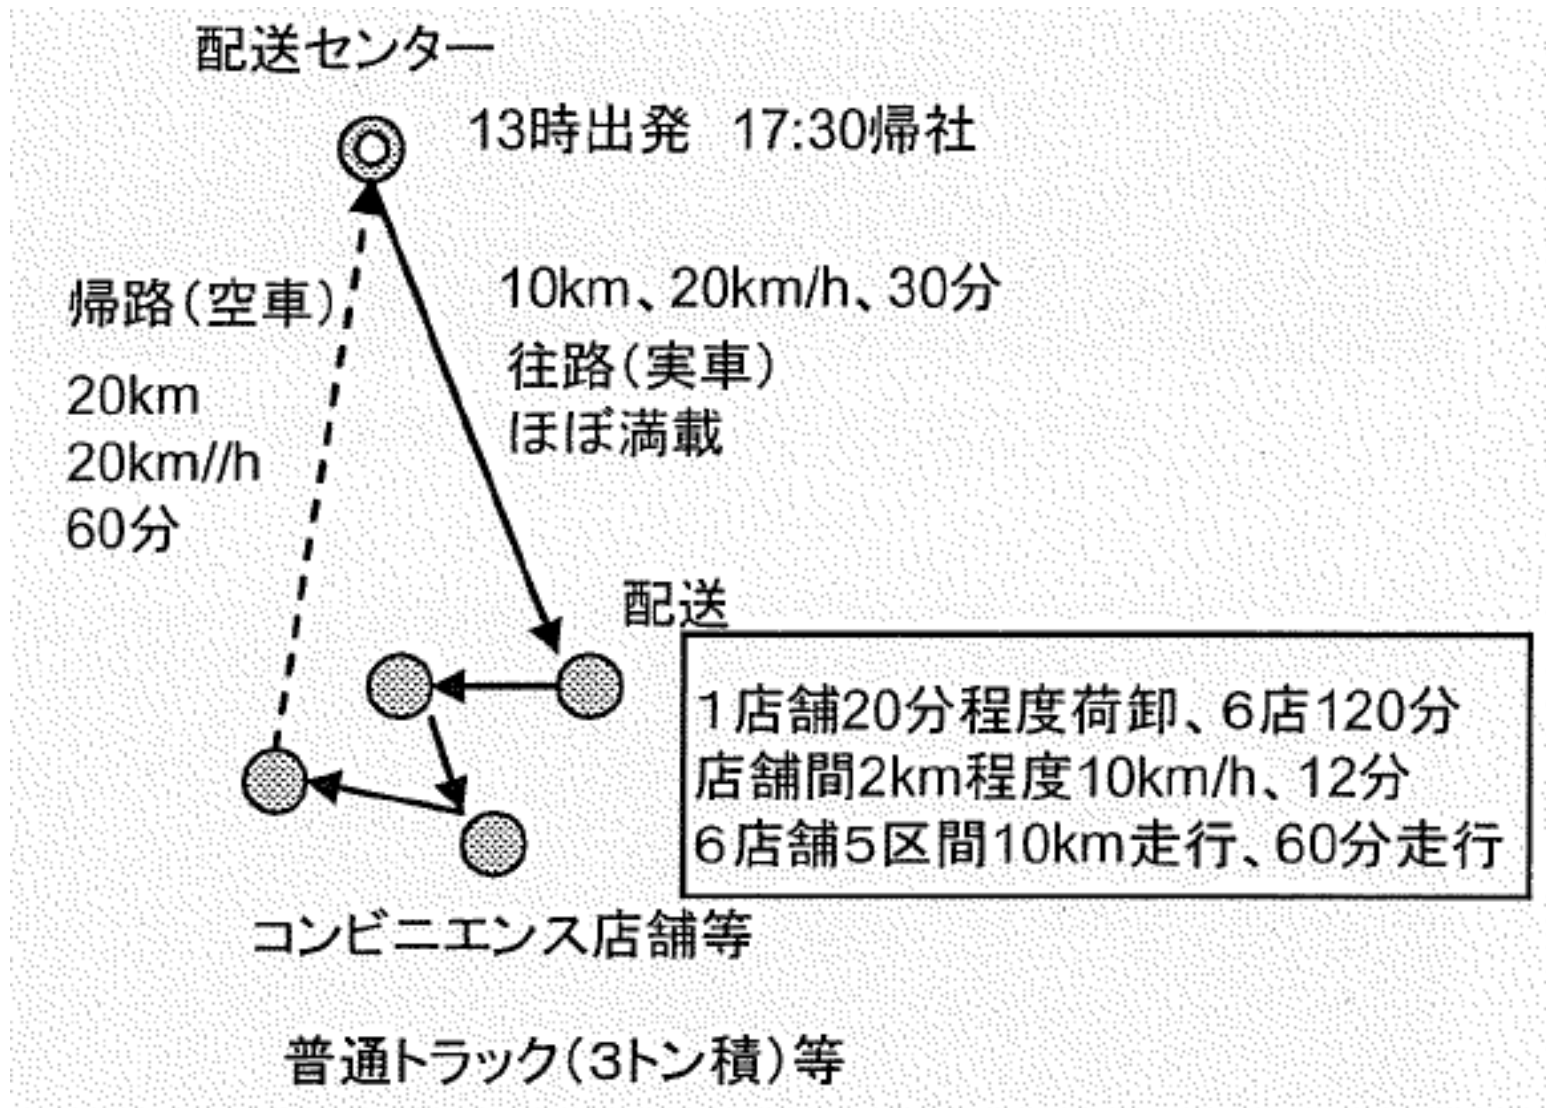 配送センター
13時出発　17:30帰社
帰路（空車）
20km
20km//h
60分
10km、20km/h、30分
往路（実車）
ほぼ満載
配送
1店舗20分程度荷卸、6店120分
店舗間2km程度10km/h、12分
6店舗5区間10km走行、60分走行
コンビニエンス店舗等
普通トラック（3トン積）等